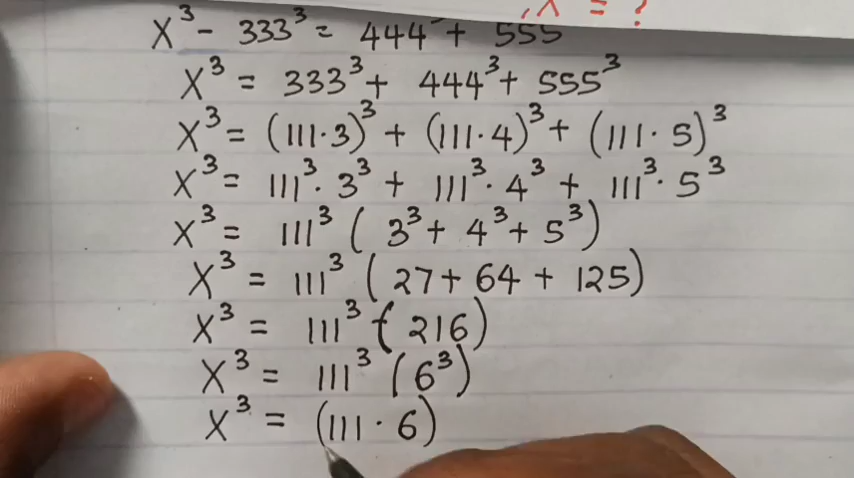 , X = ?
X³ - 333³ = 444³ + 555
X³ = 333³ + 444³ + 555³
X³ = (111·3)³ + (111·4)³ + (111·5)³
X³ = 111³·3³ + 111³·4³ + 111³·5³
X³ = 111³ (3³ + 4³ + 5³)
X³ = 111³ (27 + 64 + 125)
X³ = 111³ (216)
X³ = 111³ (6³)
X³ = (111·6)